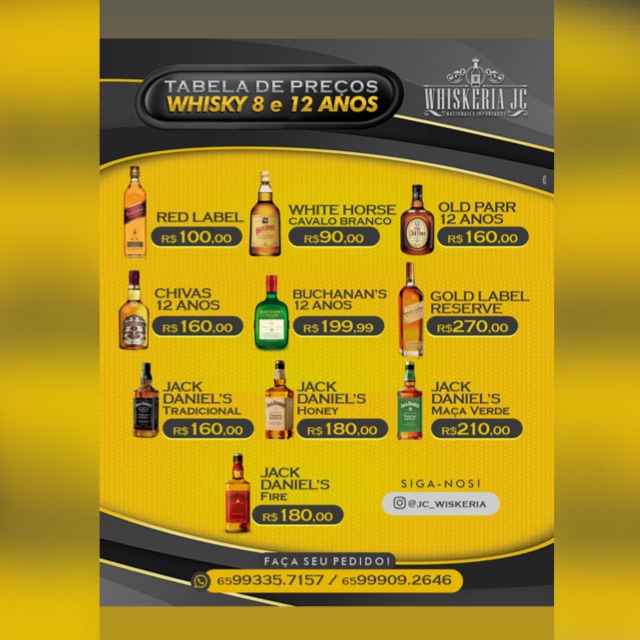 TABELA DE PREÇOS
WHISKY 8 e 12 ANOS
WHISKERIA JC
NACIONAIS E IMPORTADOS
RED LABEL
R$ 100,00
WHITE HORSE
CAVALO BRANCO
R$90,00
OLD PARR
12 ANOS
R$ 160,00
CHIVAS
12 ANOS
R$ 160,00
BUCHANAN'S
12 ANOS
R$ 199,99
GOLD LABEL
RESERVE
R$270,00
JACK
DANIEL'S
TRADICIONAL
R$ 160,00
JACK
DANIEL'S
HONEY
R$ 180,00
JACK
DANIEL'S
MAÇA VERDE
R$210,00
JACK
DANIEL'S
FIRE
R$ 180,00
SIGA-NOS!
@JC_WISKERIA
FAÇA SEU PEDIDO!
6599335.7157 / 6599909.2646